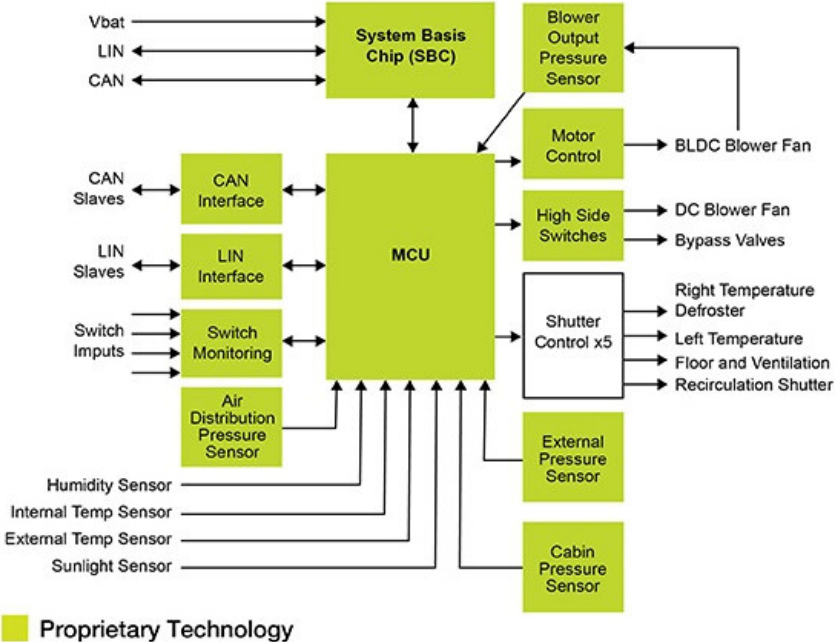 Vbat
LIN
CAN
System Basis
Chip (SBC)
Blower
Output
Pressure
Sensor
Motor
Control
BLDC Blower Fan
CAN
Slaves
CAN
Interface
MCU
High Side
Switches
DC Blower Fan
Bypass Valves
LIN
Slaves
LIN
Interface
Switch
Imputs
Switch
Monitoring
Shutter
Control x5
Right Temperature
Defroster
Left Temperature
Floor and Ventilation
Recirculation Shutter
Air
Distribution
Pressure
Sensor
External
Pressure
Sensor
Humidity Sensor
Internal Temp Sensor
External Temp Sensor
Sunlight Sensor
Cabin
Pressure
Sensor
Proprietary Technology